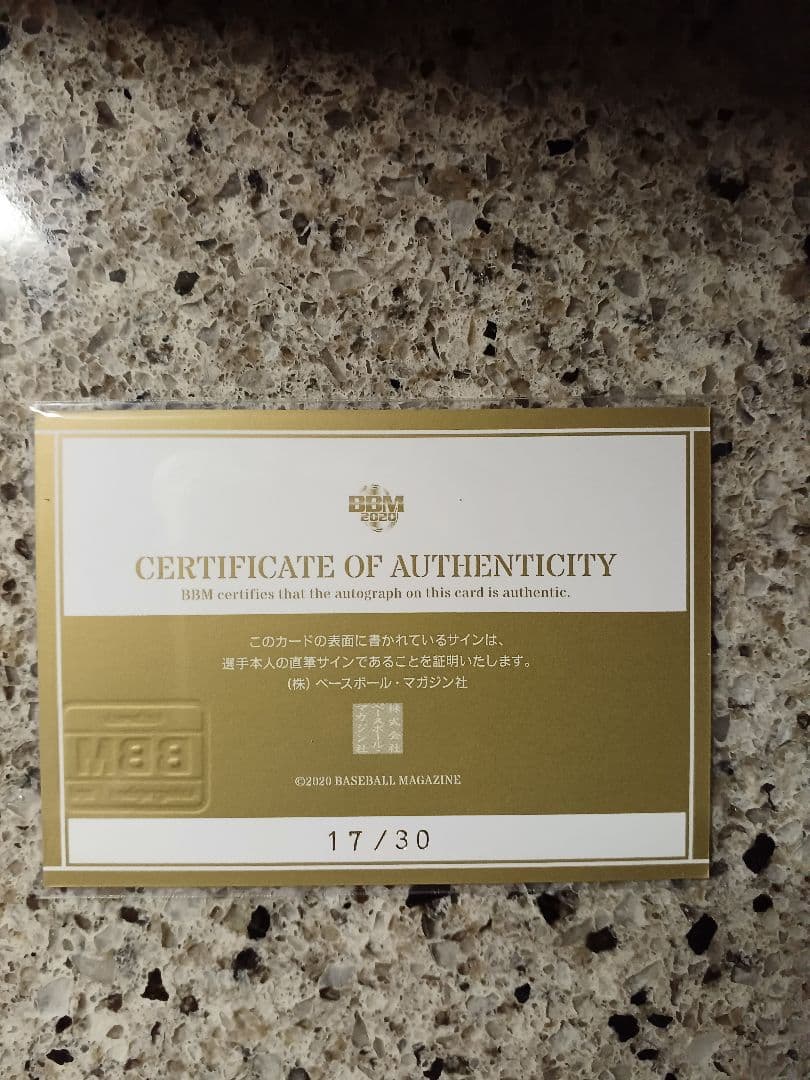 BBM
2020
CERTIFICATE OF AUTHENTICITY
BBM certifies that the autograph on this card is authentic.
このカードの表面に書かれているサインは、
選手本人の直筆サインであることを証明いたします。
(株) ベースボール・マガジン社
株式会社
ベースボール・
マガジン社
BBM
©2020 BASEBALL MAGAZINE
17/30